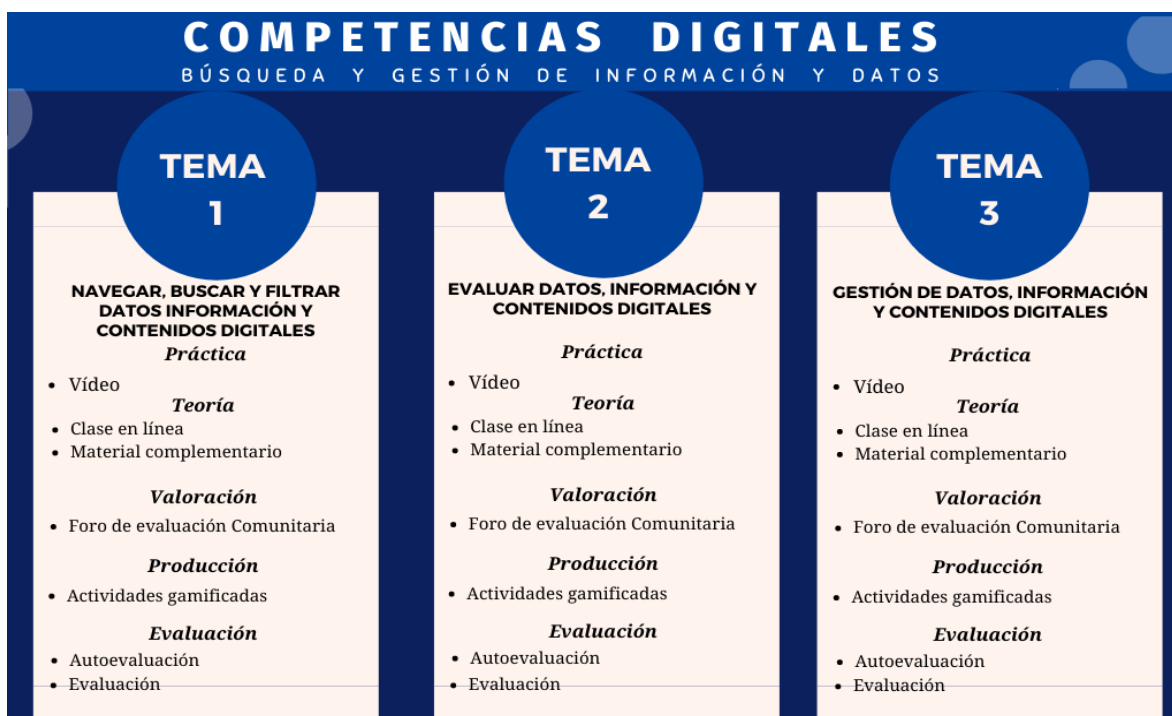 COMPETENCIAS DIGITALES
BÚSQUEDA Y GESTIÓN DE INFORMACIÓN Y DATOS
TEMA
1
NAVEGAR, BUSCAR Y FILTRAR
DATOS INFORMACIÓN Y
CONTENIDOS DIGITALES
Práctica
• Vídeo
Teoría
• Clase en línea
• Material complementario
Valoración
• Foro de evaluación Comunitaria
Producción
• Actividades gamificadas
Evaluación
• Autoevaluación
• Evaluación
TEMA
2
EVALUAR DATOS, INFORMACIÓN Y
CONTENIDOS DIGITALES
Práctica
• Vídeo
Teoría
• Clase en línea
• Material complementario
Valoración
• Foro de evaluación Comunitaria
Producción
• Actividades gamificadas
Evaluación
• Autoevaluación
• Evaluación
TEMA
3
GESTIÓN DE DATOS, INFORMACIÓN
Y CONTENIDOS DIGITALES
Práctica
• Vídeo
Teoría
• Clase en línea
• Material complementario
Valoración
• Foro de evaluación Comunitaria
Producción
• Actividades gamificadas
Evaluación
• Autoevaluación
• Evaluación